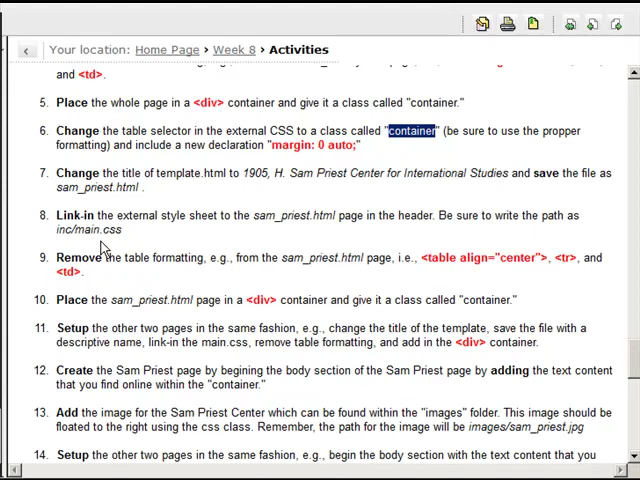 Your location: Home Page › Week 8 › Activities
and <td>.
5. Place the whole page in a <div> container and give it a class called "container."
6. Change the table selector in the external CSS to a class called "container" (be sure to use the propper
formatting) and include a new declaration "margin: 0 auto;"
7. Change the title of template.html to 1905, H. Sam Priest Center for International Studies and save the file as
sam_priest.html .
8. Link-in the external style sheet to the sam_priest.html page in the header. Be sure to write the path as
inc/main.css
9. Remove the table formatting, e.g., from the sam_priest.html page, i.e., <table align="center">, <tr>, and
<td>.
10. Place the sam_priest.html page in a <div> container and give it a class called "container."
11. Setup the other two pages in the same fashion, e.g., change the title of the template, save the file with a
descriptive name, link-in the main.css, remove table formatting, and add in the <div> container.
12. Create the Sam Priest page by begining the body section of the Sam Priest page by adding the text content
that you find online within the "container."
13. Add the image for the Sam Priest Center which can be found within the "images" folder. This image should be
floated to the right using the css class. Remember, the path for the image will be images/sam_priest.jpg
14. Setup the other two pages in the same fashion, e.g., begin the body section with the text content that you